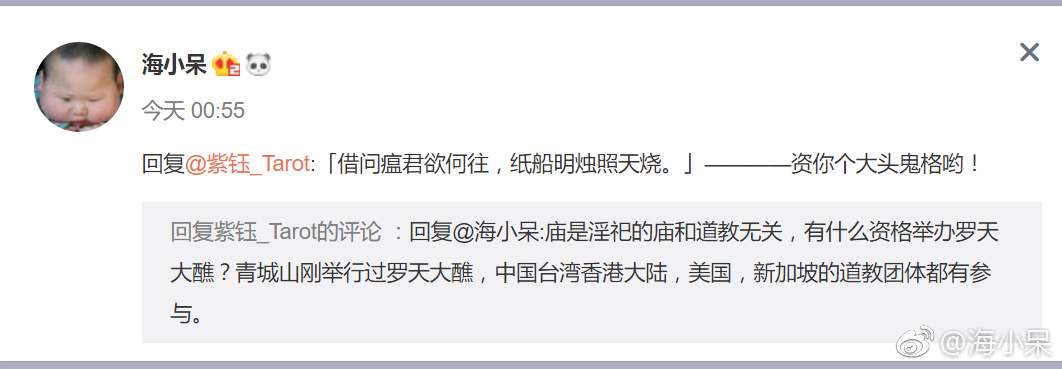 海小呆
今天 00:55
回复@紫钰_Tarot:「借问瘟君欲何往，纸船明烛照天烧。」————资你个大头鬼格哟！
回复紫钰_Tarot的评论 ：回复@海小呆:庙是淫祀的庙和道教无关，有什么资格举办罗天
大醮？青城山刚举行过罗天大醮，中国台湾香港大陆，美国，新加坡的道教团体都有参
与。
@海小呆